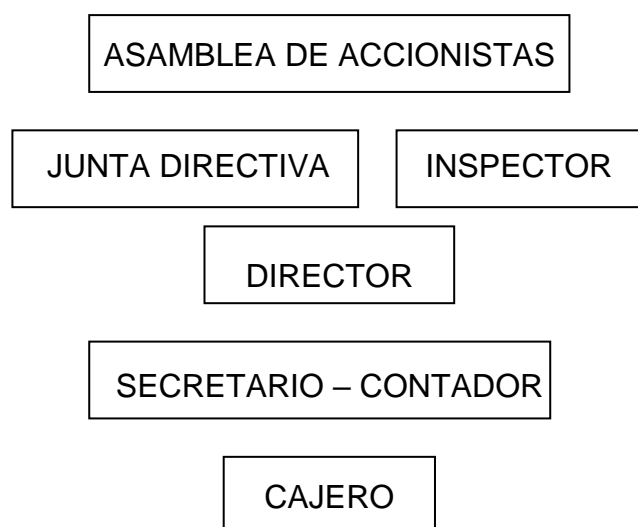 ASAMBLEA DE ACCIONISTAS
JUNTA DIRECTIVA
INSPECTOR
DIRECTOR
SECRETARIO – CONTADOR
CAJERO